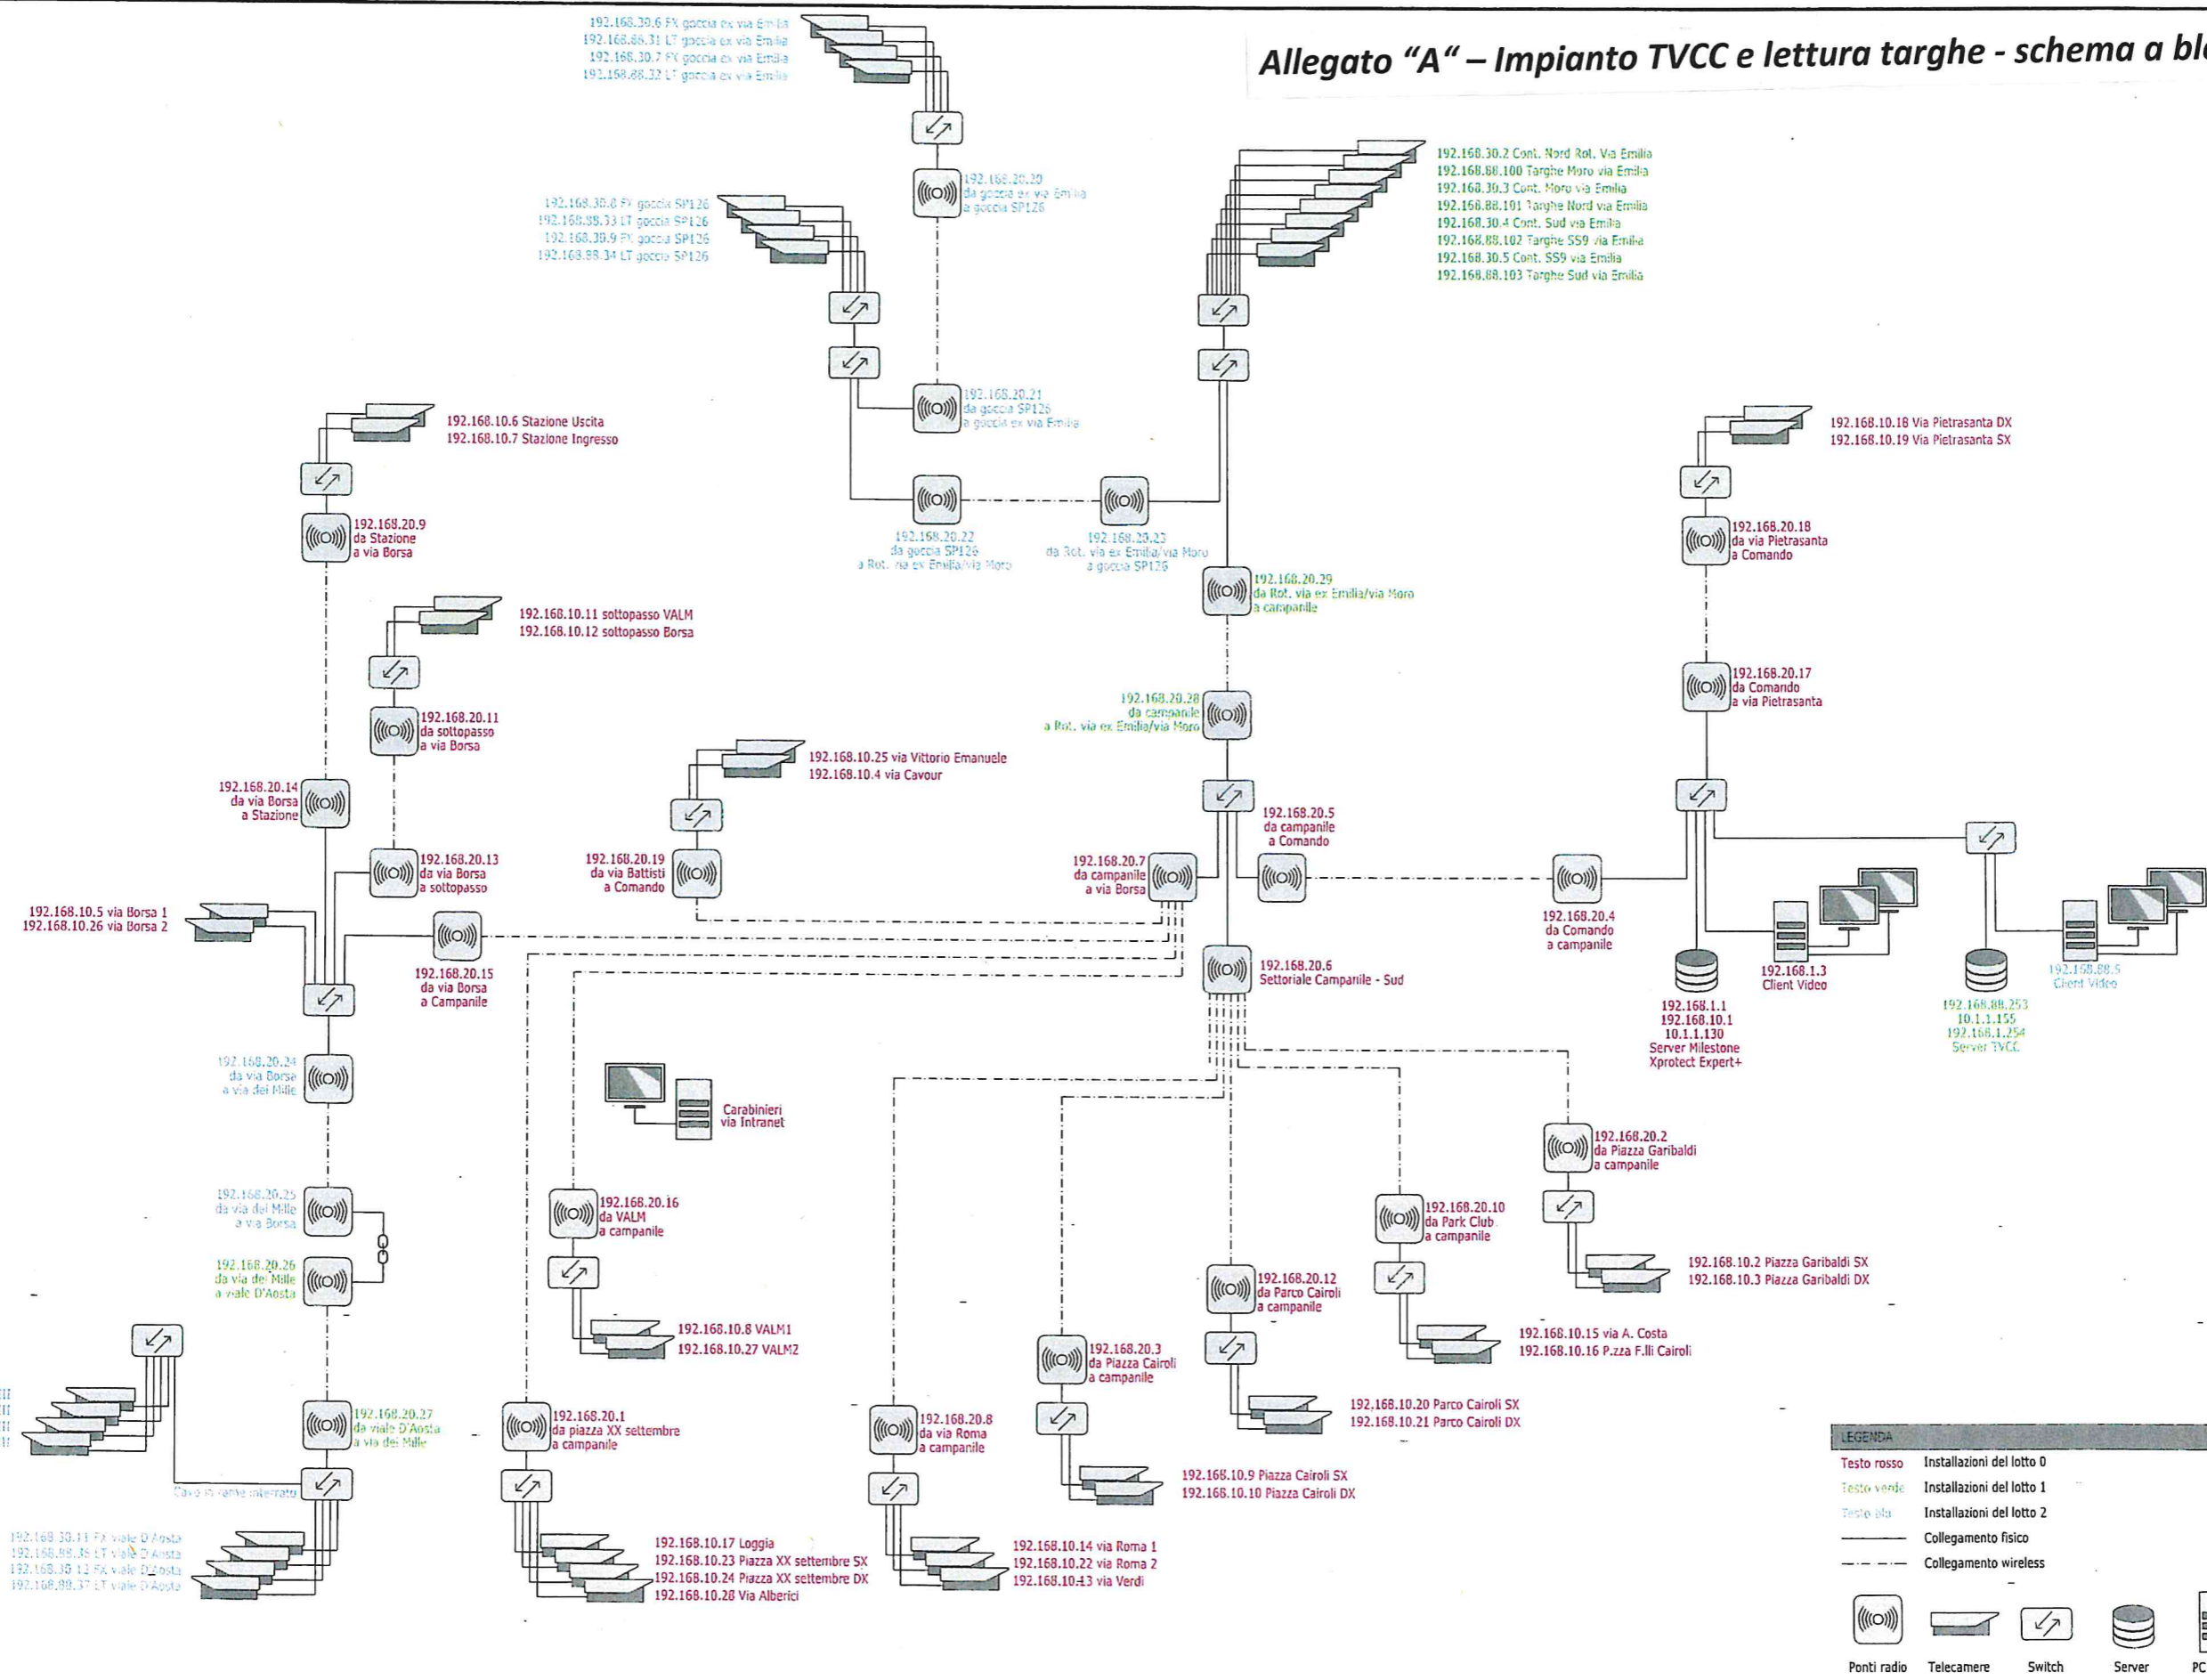 Allegato “A“ – Impianto TVCC e lettura targhe - schema a
192.168.30.6 FX goccia ex via Emilia
192.168.88.31 LT goccia ex via Emilia
192.168.30.7 FX goccia ex via Emilia
192.168.88.32 LT goccia ex via Emilia
192.168.20.20
da goccia ex via Emilia
a goccia SP126
192.168.30.8 FX goccia SP126
192.168.88.33 LT goccia SP126
192.168.30.9 FX goccia SP126
192.168.88.34 LT goccia SP126
192.168.30.2 Cont. Nord Rot. Via Emilia
192.168.88.100 Targhe Moro via Emilia
192.168.30.3 Cont. Moro via Emilia
192.168.88.101 Targhe Nord via Emilia
192.168.30.4 Cont. Sud via Emilia
192.168.88.102 Targhe SS9 via Emilia
192.168.30.5 Cont. SS9 via Emilia
192.168.88.103 Targhe Sud via Emilia
192.168.20.21
da goccia SP126
a goccia ex via Emilia
192.168.10.6 Stazione Uscita
192.168.10.7 Stazione Ingresso
192.168.10.18 Via Pietrasanta DX
192.168.10.19 Via Pietrasanta SX
192.168.20.9
da Stazione
a via Borsa
192.168.20.22
da goccia SP126
a Rot. via ex Emilia/via Moro
192.168.20.23
da Rot. via ex Emilia/via Moro
a goccia SP126
192.168.20.18
da via Pietrasanta
a Comando
192.168.20.29
da Rot. via ex Emilia/via Moro
a campanile
192.168.10.11 sottopasso VALM
192.168.10.12 sottopasso Borsa
192.168.20.17
da Comando
a via Pietrasanta
192.168.20.11
da sottopasso
a via Borsa
192.168.20.28
da campanile
a Rot. via ex Emilia/via Moro
192.168.10.25 via Vittorio Emanuele
192.168.10.4 via Cavour
192.168.20.14
da via Borsa
a Stazione
192.168.20.5
da campanile
a Comando
192.168.20.13
da via Borsa
a sottopasso
192.168.20.19
da via Battisti
a Comando
192.168.20.7
da campanile
a via Borsa
192.168.10.5 via Borsa 1
192.168.10.26 via Borsa 2
192.168.20.4
da Comando
a campanile
192.168.20.15
da via Borsa
a Campanile
192.168.20.6
Settoriale Campanile - Sud
192.168.1.3
Client Video
192.168.88.5
Client Video
192.168.1.1
192.168.10.1
10.1.1.130
Server Milestone
Xprotect Expert+
192.168.88.253
10.1.1.155
192.168.1.254
Server TVCC
192.168.20.24
da via Borsa
a via dei Mille
Carabinieri
via Intranet
192.168.20.2
da Piazza Garibaldi
a campanile
192.168.20.25
da via dei Mille
a via Borsa
192.168.20.16
da VALM
a campanile
192.168.20.10
da Park Club
a campanile
192.168.20.26
da via dei Mille
a viale D'Aosta
192.168.20.12
da Parco Cairoli
a campanile
192.168.10.2 Piazza Garibaldi SX
192.168.10.3 Piazza Garibaldi DX
192.168.10.8 VALM1
192.168.10.27 VALM2
192.168.10.15 via A. Costa
192.168.10.16 P.zza F.lli Cairoli
192.168.20.3
da Piazza Cairoli
a campanile
192.168.10.20 Parco Cairoli SX
192.168.10.21 Parco Cairoli DX
192.168.20.27
da viale D'Aosta
a via dei Mille
192.168.20.1
da piazza XX settembre
a campanile
192.168.20.8
da via Roma
a campanile
192.168.10.9 Piazza Cairoli SX
192.168.10.10 Piazza Cairoli DX
Cavo in rame interrato
192.168.30.11 FX viale D'Aosta
192.168.88.36 LT viale D'Aosta
192.168.30.12 FX viale D'Aosta
192.168.88.37 LT viale D'Aosta
192.168.10.17 Loggia
192.168.10.23 Piazza XX settembre SX
192.168.10.24 Piazza XX settembre DX
192.168.10.28 Via Alberici
192.168.10.14 via Roma 1
192.168.10.22 via Roma 2
192.168.10.13 via Verdi
LEGENDA
Testo rosso Installazioni del lotto 0
Testo verde Installazioni del lotto 1
Testo blu Installazioni del lotto 2
Collegamento fisico
Collegamento wireless
Ponti radio Telecamere Switch Server PC